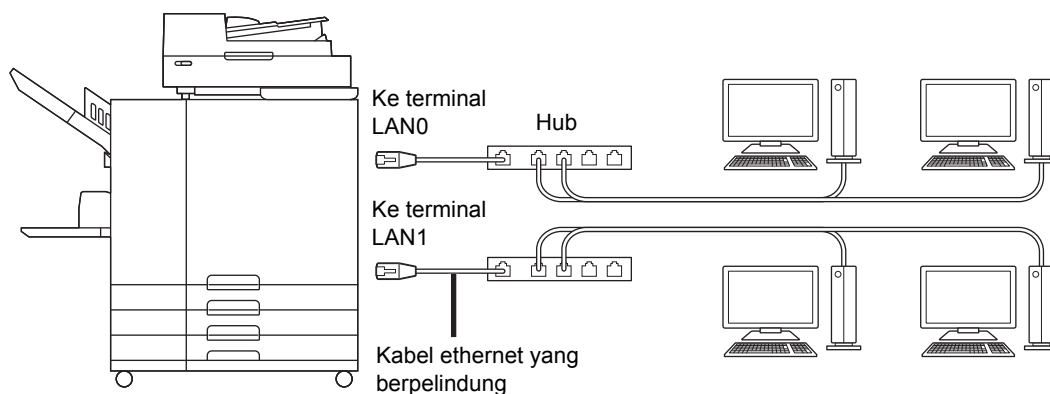 Ke terminal
LAN0
Hub
Ke terminal
LAN1
Kabel ethernet yang
berpelindung